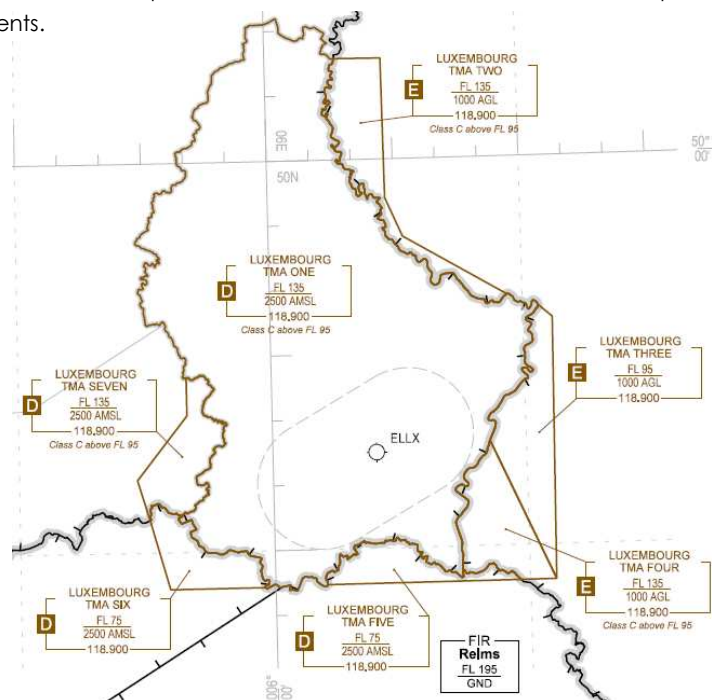 ents.
LUXEMBOURG
TMA TWO
E
FL 135
1000 AGL
118.900
Class C above FL 95
06E
50N
50°
00'
LUXEMBOURG
TMA ONE
D
FL 135
2500 AMSL
118.900
Class C above FL 95
LUXEMBOURG
TMA THREE
E
FL 95
1000 AGL
118.900
LUXEMBOURG
TMA SEVEN
D
FL 135
2500 AMSL
118.900
Class C above FL 95
ELLX
LUXEMBOURG
TMA FOUR
E
FL 135
1000 AGL
118.900
Class C above FL 95
LUXEMBOURG
TMA SIX
D
FL 75
2500 AMSL
118.900
LUXEMBOURG
TMA FIVE
D
FL 75
2500 AMSL
118.900
FIR
Reims
FL 195
GND